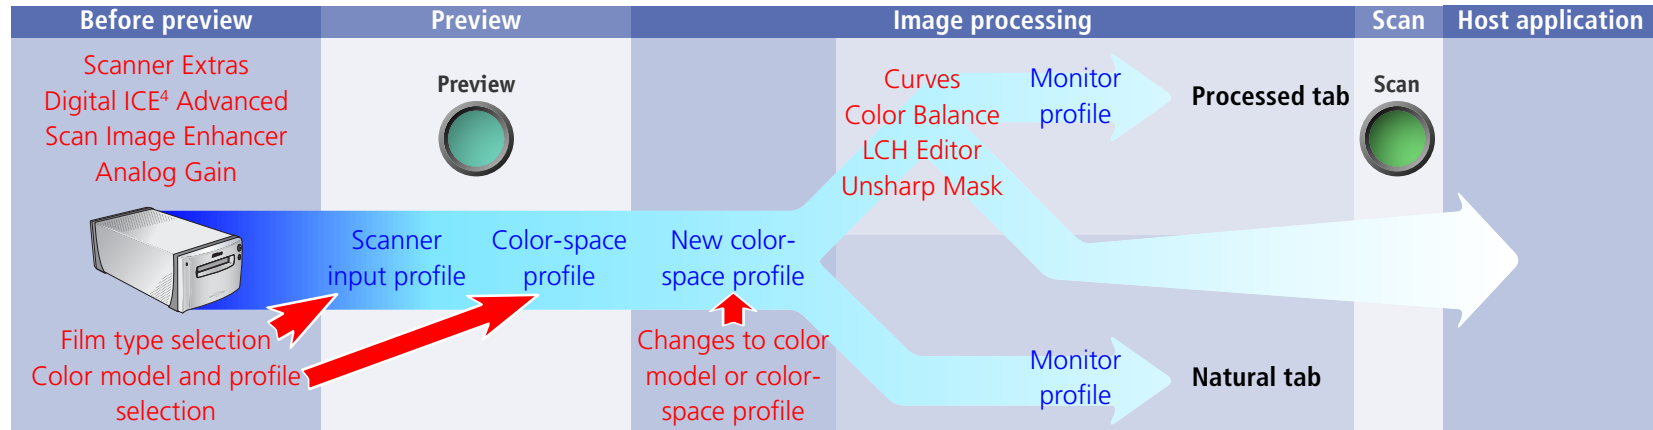 Before preview
Preview
Image processing
Scan
Host application
Scanner Extras
Digital ICE⁴ Advanced
Scan Image Enhancer
Analog Gain
Preview
Curves
Color Balance
LCH Editor
Unsharp Mask
Monitor
profile
Processed tab
Scan
Scanner
input profile
Color-space
profile
New color-
space profile
Film type selection
Color model and profile
selection
Changes to color
model or color-
space profile
Monitor
profile
Natural tab